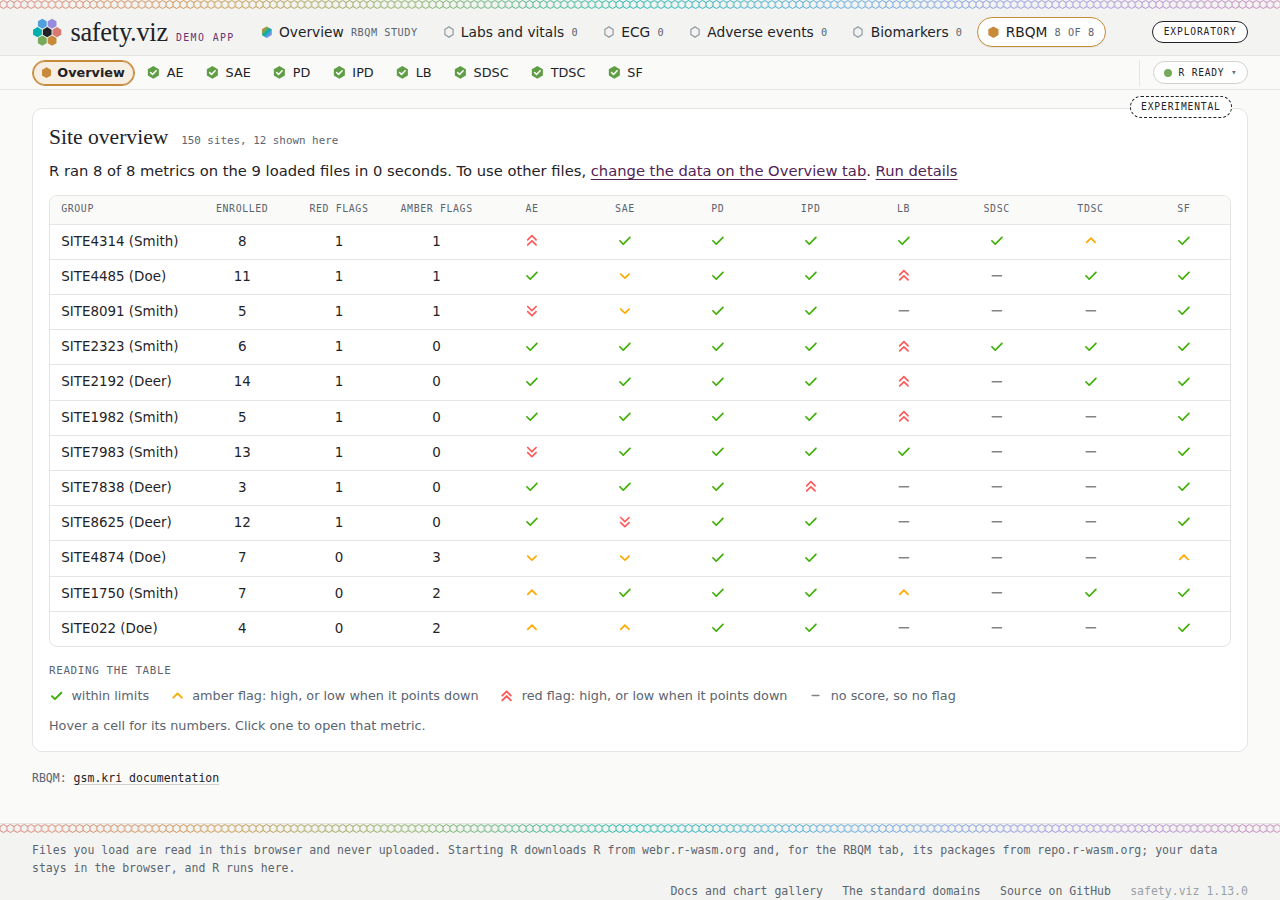 safety.viz DEMO APP Overview RBQM STUDY Labs and vitals 0 ECG 0 Adverse events 0 Biomarkers 0 RBQM 8 OF 8 EXPLORATORY
Overview AE SAE PD IPD LB SDSC TDSC SF R READY
EXPERIMENTAL
Site overview 150 sites, 12 shown here
R ran 8 of 8 metrics on the 9 loaded files in 0 seconds. To use other files, change the data on the Overview tab. Run details
GROUP ENROLLED RED FLAGS AMBER FLAGS AE SAE PD IPD LB SDSC TDSC SF
SITE4314 (Smith) 8 1 1
SITE4485 (Doe) 11 1 1
SITE8091 (Smith) 5 1 1
SITE2323 (Smith) 6 1 0
SITE2192 (Deer) 14 1 0
SITE1982 (Smith) 5 1 0
SITE7983 (Smith) 13 1 0
SITE7838 (Deer) 3 1 0
SITE8625 (Deer) 12 1 0
SITE4874 (Doe) 7 0 3
SITE1750 (Smith) 7 0 2
SITE022 (Doe) 4 0 2
READING THE TABLE
within limits amber flag: high, or low when it points down red flag: high, or low when it points down no score, so no flag
Hover a cell for its numbers. Click one to open that metric.
RBQM: gsm.kri documentation
Files you load are read in this browser and never uploaded. Starting R downloads R from webr.r-wasm.org and, for the RBQM tab, its packages from repo.r-wasm.org; your data
stays in the browser, and R runs here.
Docs and chart gallery The standard domains Source on GitHub safety.viz 1.13.0